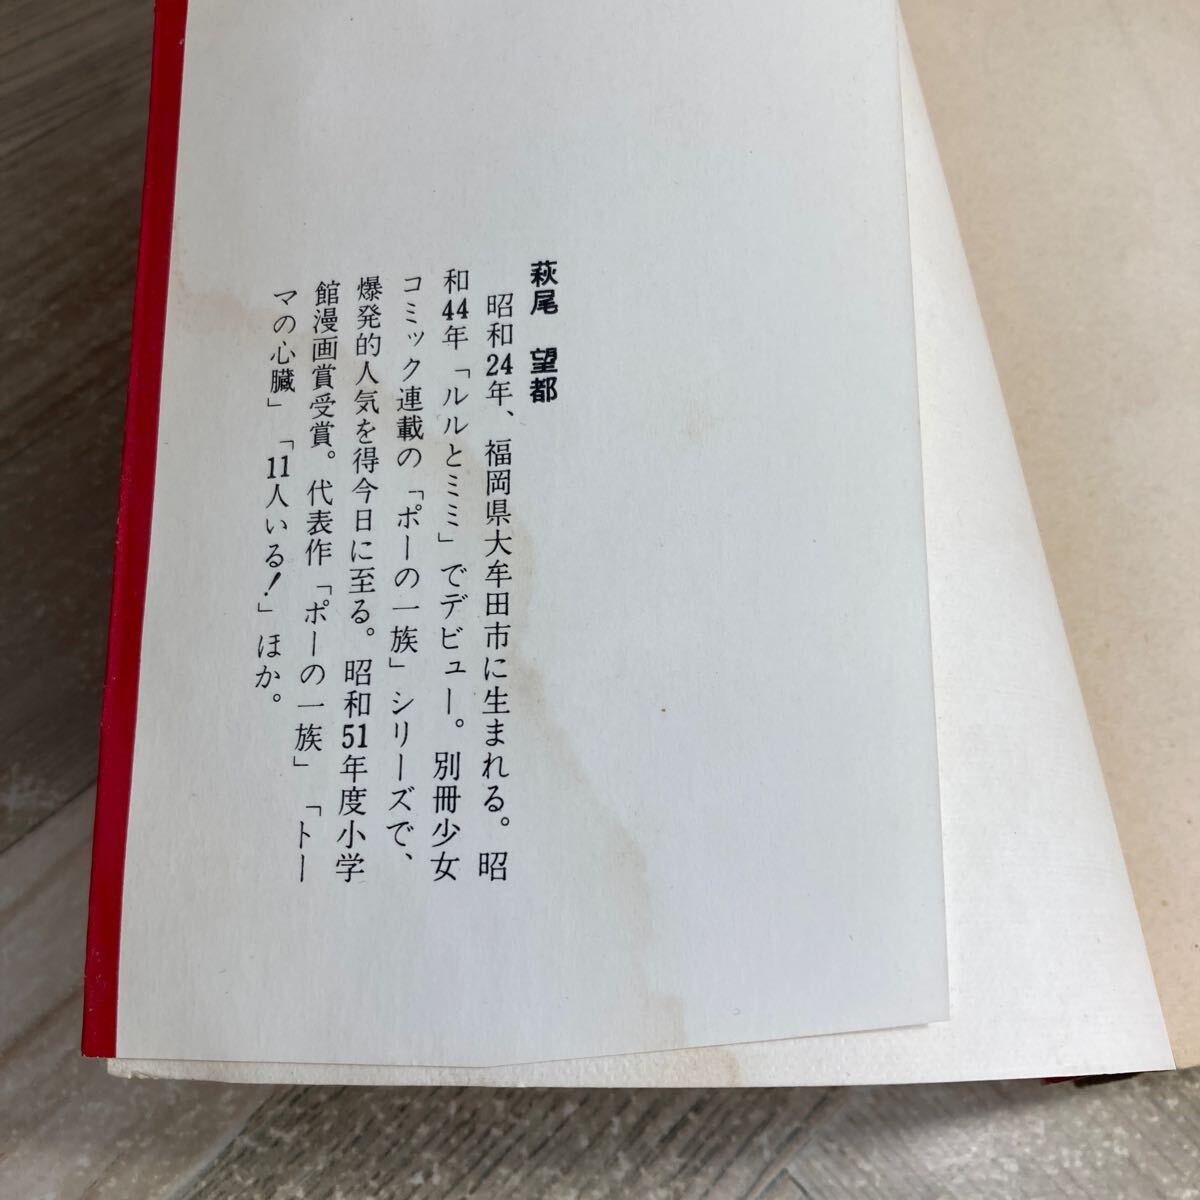 萩尾 望都
昭和24年、福岡県大牟田市に生まれる。昭
和44年「ルルとミミ」でデビュー。別冊少女
コミック連載の「ポーの一族」シリーズで、
爆発的人気を得今日に至る。昭和51年度小学
館漫画賞受賞。代表作「ポーの一族」「トー
マの心臓」「11人いる!」ほか。